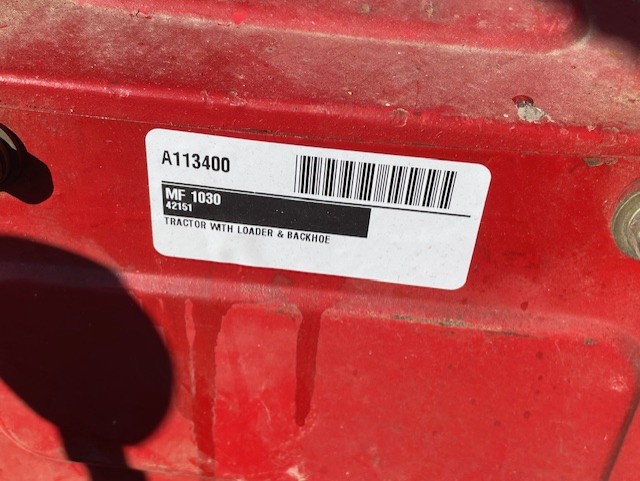 A113400
MF 1030
42151
TRACTOR WITH LOADER & BACKHOE